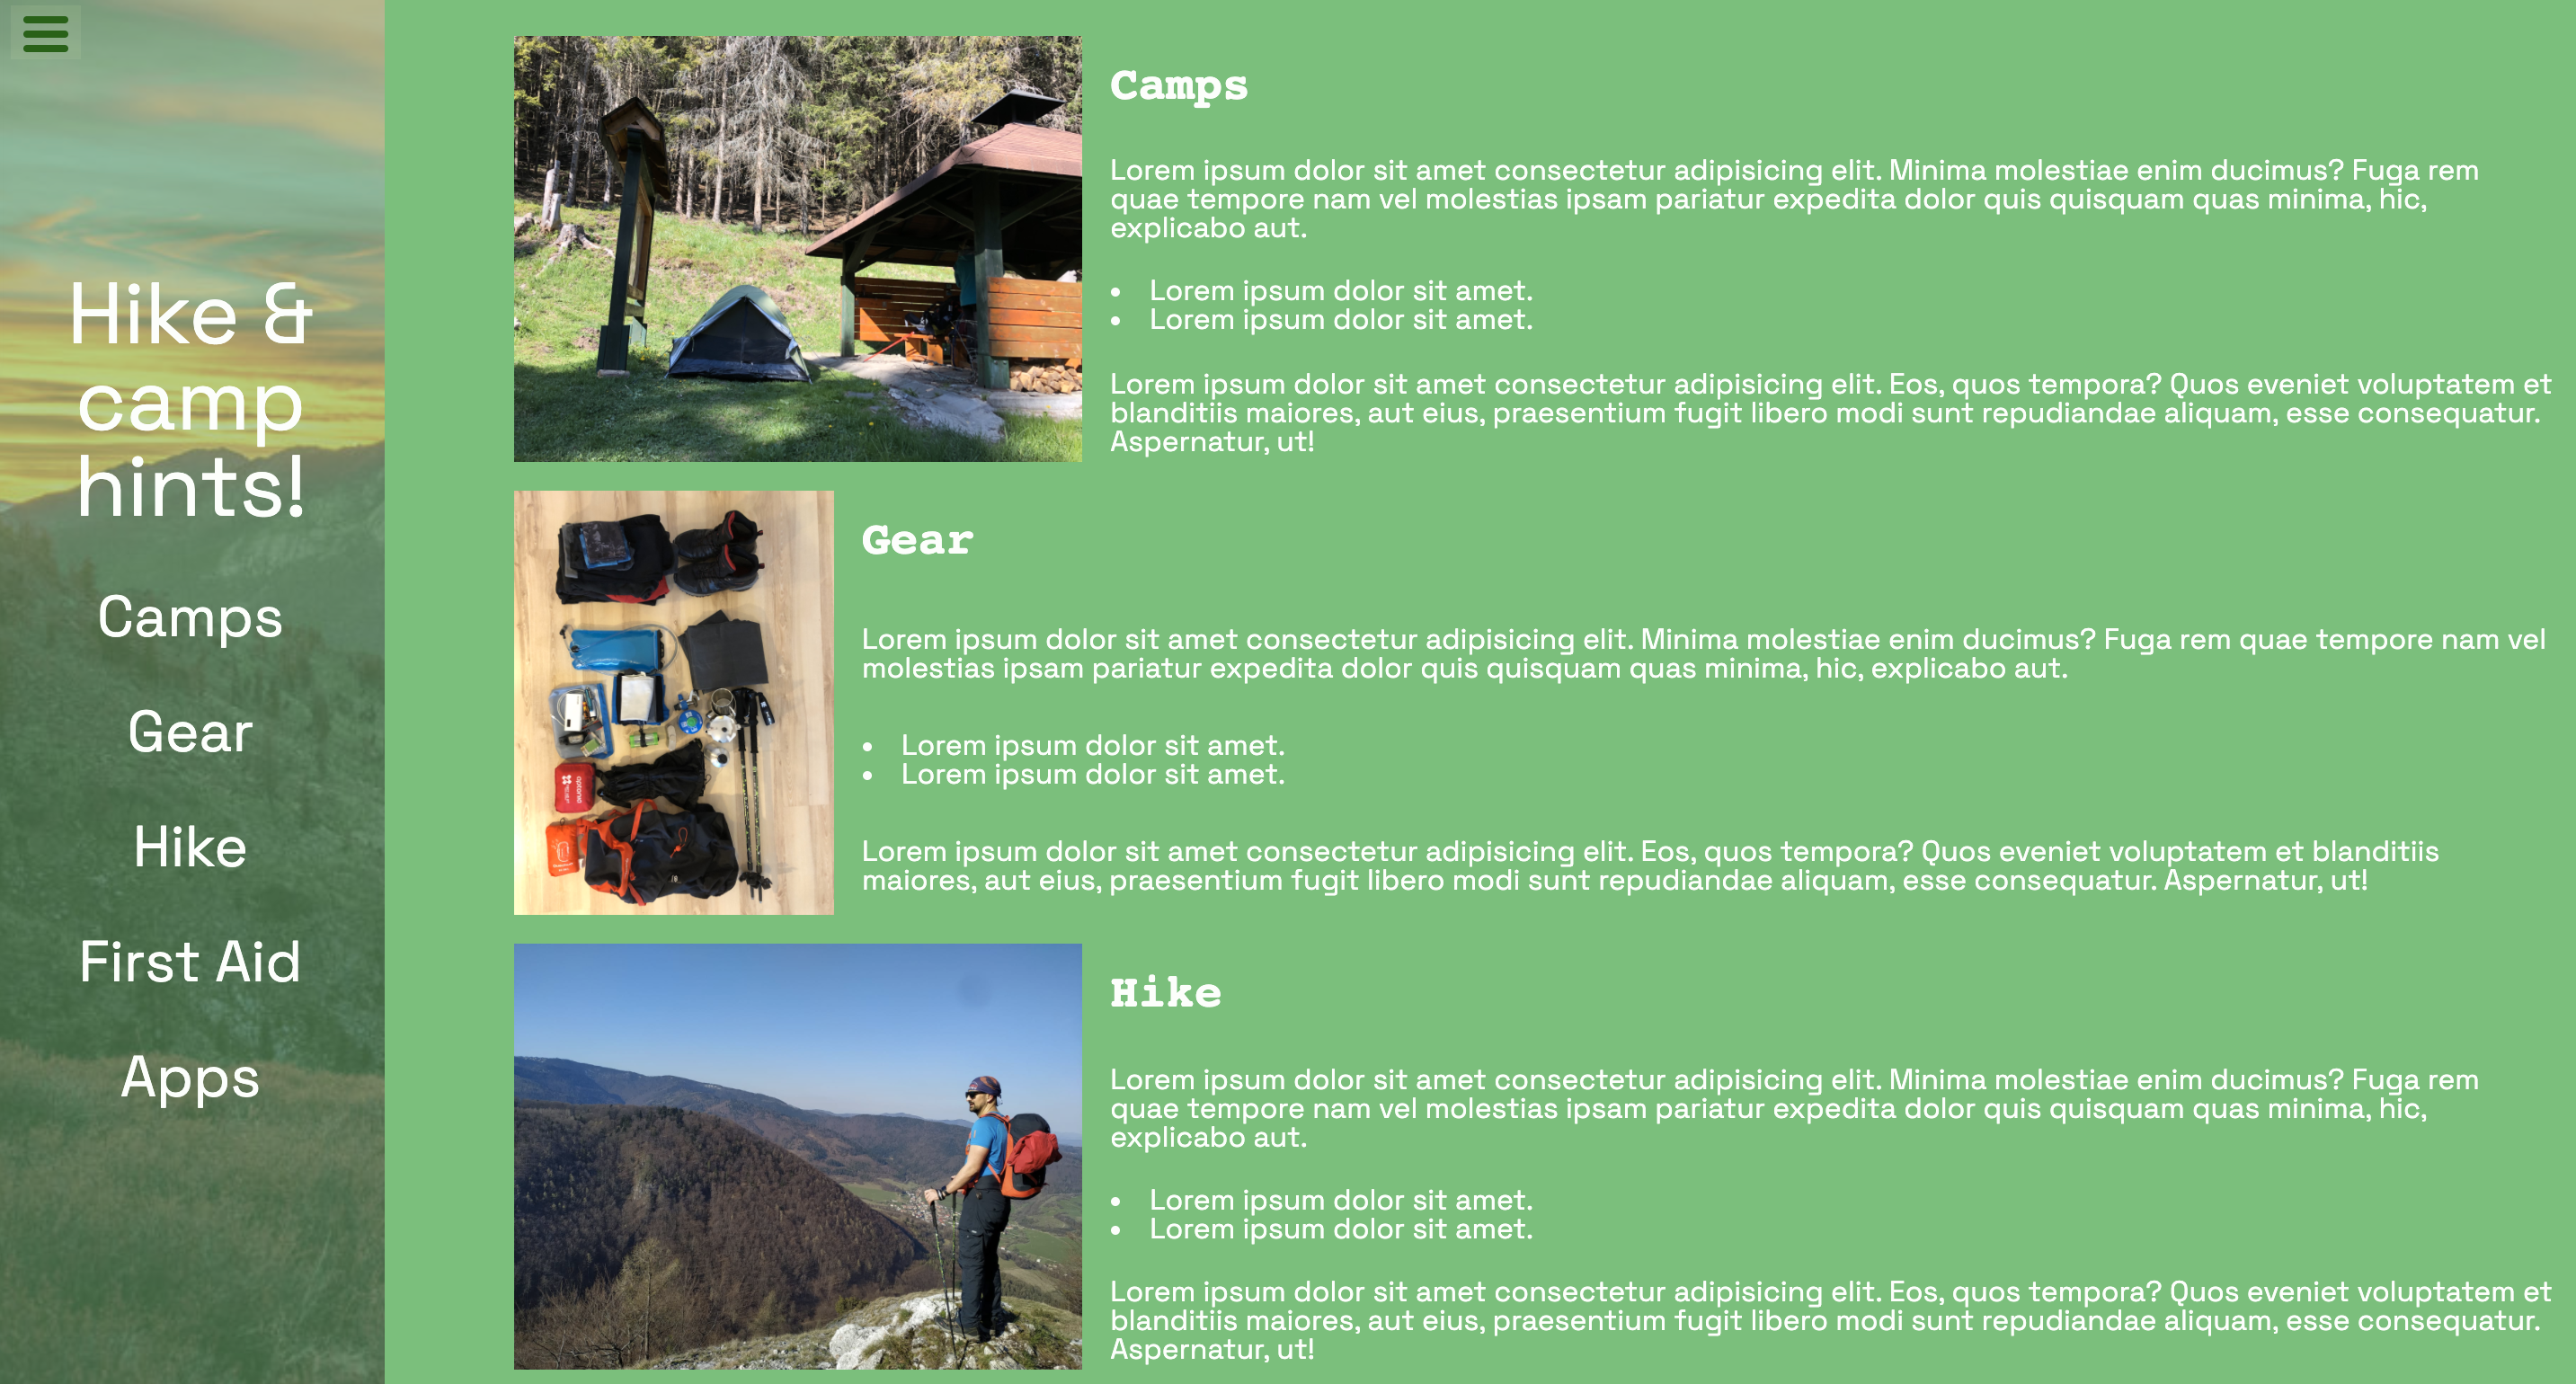 Hike &
camp
hints!
Camps
Gear
Hike
First Aid
Apps
Camps
Lorem ipsum dolor sit amet consectetur adipisicing elit. Minima molestiae enim ducimus? Fuga rem
quae tempore nam vel molestias ipsam pariatur expedita dolor quis quisquam quas minima, hic,
explicabo aut.
• Lorem ipsum dolor sit amet.
• Lorem ipsum dolor sit amet.
Lorem ipsum dolor sit amet consectetur adipisicing elit. Eos, quos tempora? Quos eveniet voluptatem et
blanditiis maiores, aut eius, praesentium fugit libero modi sunt repudiandae aliquam, esse consequatur.
Aspernatur, ut!
Gear
Lorem ipsum dolor sit amet consectetur adipisicing elit. Minima molestiae enim ducimus? Fuga rem quae tempore nam vel
molestias ipsam pariatur expedita dolor quis quisquam quas minima, hic, explicabo aut.
• Lorem ipsum dolor sit amet.
• Lorem ipsum dolor sit amet.
Lorem ipsum dolor sit amet consectetur adipisicing elit. Eos, quos tempora? Quos eveniet voluptatem et blanditiis
maiores, aut eius, praesentium fugit libero modi sunt repudiandae aliquam, esse consequatur. Aspernatur, ut!
Hike
Lorem ipsum dolor sit amet consectetur adipisicing elit. Minima molestiae enim ducimus? Fuga rem
quae tempore nam vel molestias ipsam pariatur expedita dolor quis quisquam quas minima, hic,
explicabo aut.
• Lorem ipsum dolor sit amet.
• Lorem ipsum dolor sit amet.
Lorem ipsum dolor sit amet consectetur adipisicing elit. Eos, quos tempora? Quos eveniet voluptatem et
blanditiis maiores, aut eius, praesentium fugit libero modi sunt repudiandae aliquam, esse consequatur.
Aspernatur, ut!